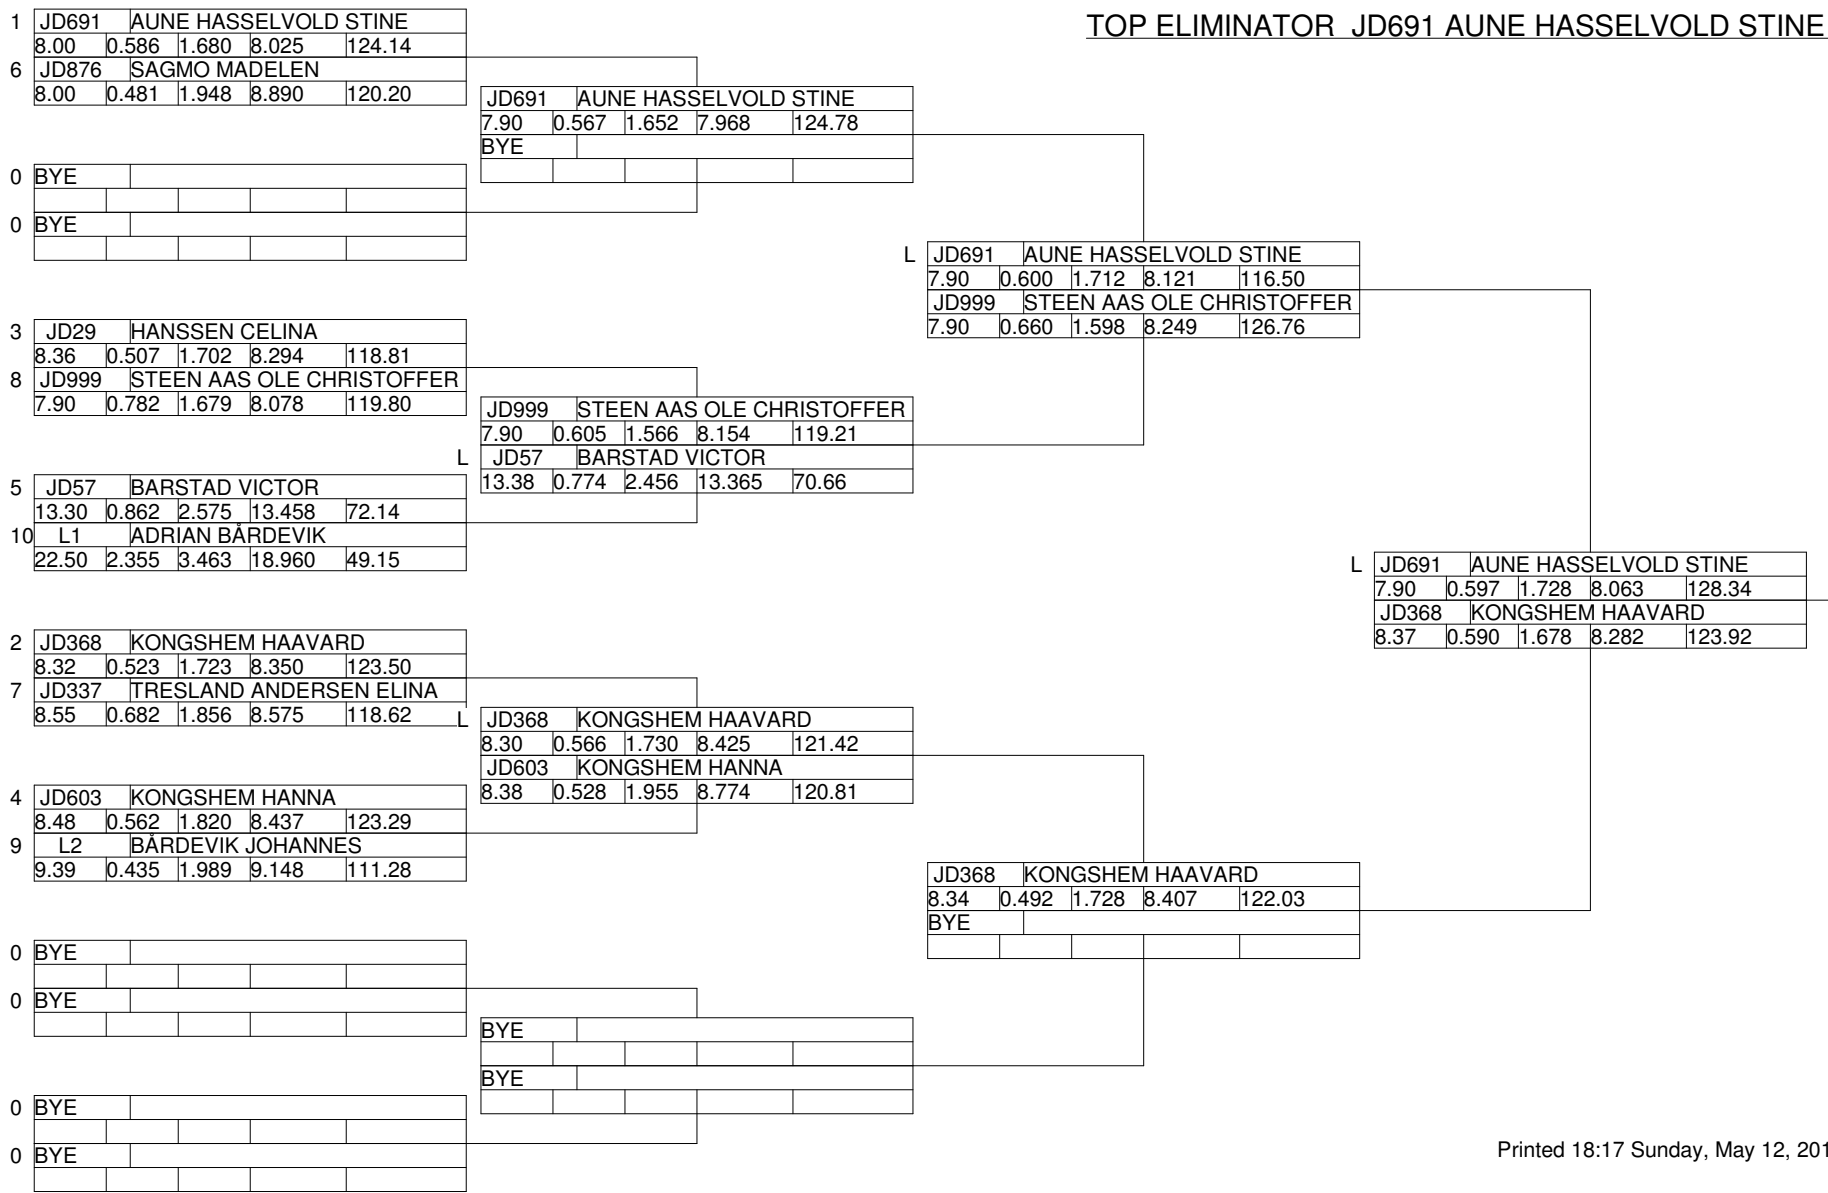 TOP ELIMINATOR  JD691 AUNE HASSELVOLD STINE
1 JD691 AUNE HASSELVOLD STINE
8.00 0.586 1.680 8.025 124.14
6 JD876 SAGMO MADELEN
8.00 0.481 1.948 8.890 120.20
0 BYE
0 BYE
3 JD29 HANSSEN CELINA
8.36 0.507 1.702 8.294 118.81
8 JD999 STEEN AAS OLE CHRISTOFFER
7.90 0.782 1.679 8.078 119.80
5 JD57 BARSTAD VICTOR
13.30 0.862 2.575 13.458 72.14
10 L1 ADRIAN BÅRDEVIK
22.50 2.355 3.463 18.960 49.15
2 JD368 KONGSHEM HAAVARD
8.32 0.523 1.723 8.350 123.50
7 JD337 TRESLAND ANDERSEN ELINA
8.55 0.682 1.856 8.575 118.62
4 JD603 KONGSHEM HANNA
8.48 0.562 1.820 8.437 123.29
9 L2 BÅRDEVIK JOHANNES
9.39 0.435 1.989 9.148 111.28
0 BYE
0 BYE
0 BYE
0 BYE
JD691 AUNE HASSELVOLD STINE
7.90 0.567 1.652 7.968 124.78
BYE
JD999 STEEN AAS OLE CHRISTOFFER
7.90 0.605 1.566 8.154 119.21
L JD57 BARSTAD VICTOR
13.38 0.774 2.456 13.365 70.66
L JD368 KONGSHEM HAAVARD
8.30 0.566 1.730 8.425 121.42
JD603 KONGSHEM HANNA
8.38 0.528 1.955 8.774 120.81
BYE
BYE
L JD691 AUNE HASSELVOLD STINE
7.90 0.600 1.712 8.121 116.50
JD999 STEEN AAS OLE CHRISTOFFER
7.90 0.660 1.598 8.249 126.76
JD368 KONGSHEM HAAVARD
8.34 0.492 1.728 8.407 122.03
BYE
L JD691 AUNE HASSELVOLD STINE
7.90 0.597 1.728 8.063 128.34
JD368 KONGSHEM HAAVARD
8.37 0.590 1.678 8.282 123.92
Printed 18:17 Sunday, May 12, 201